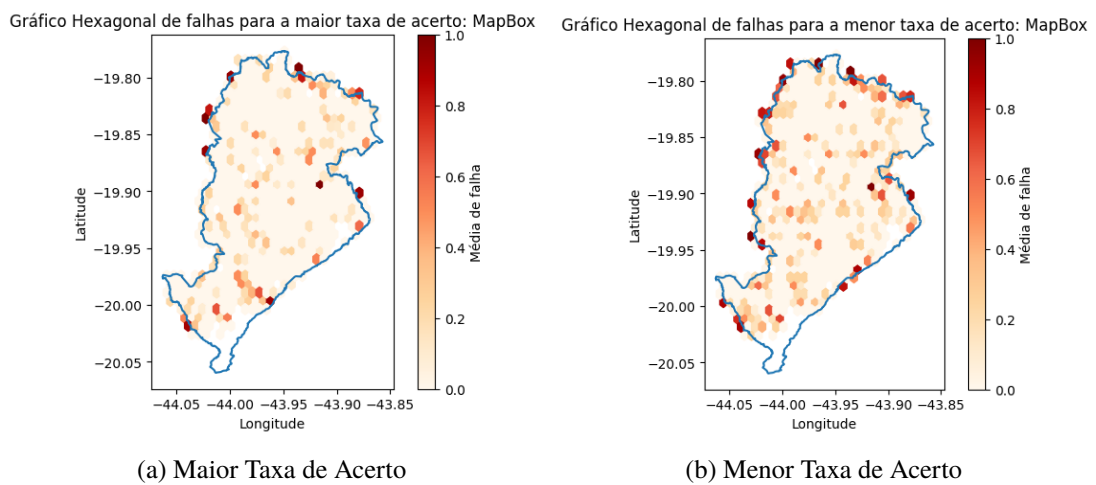 Gráfico Hexagonal de falhas para a maior taxa de acerto: MapBox
1.0
−19.80
0.8
−19.85
0.6
−19.90
Latitude
Média de falha
−19.95
0.4
−20.00
0.2
−20.05
0.0
−44.05 −44.00 −43.95 −43.90 −43.85
Longitude
(a) Maior Taxa de Acerto
Gráfico Hexagonal de falhas para a menor taxa de acerto: MapBox
1.0
−19.80
0.8
−19.85
0.6
−19.90
Latitude
Média de falha
−19.95
0.4
−20.00
0.2
−20.05
0.0
−44.05 −44.00 −43.95 −43.90 −43.85
Longitude
(b) Menor Taxa de Acerto